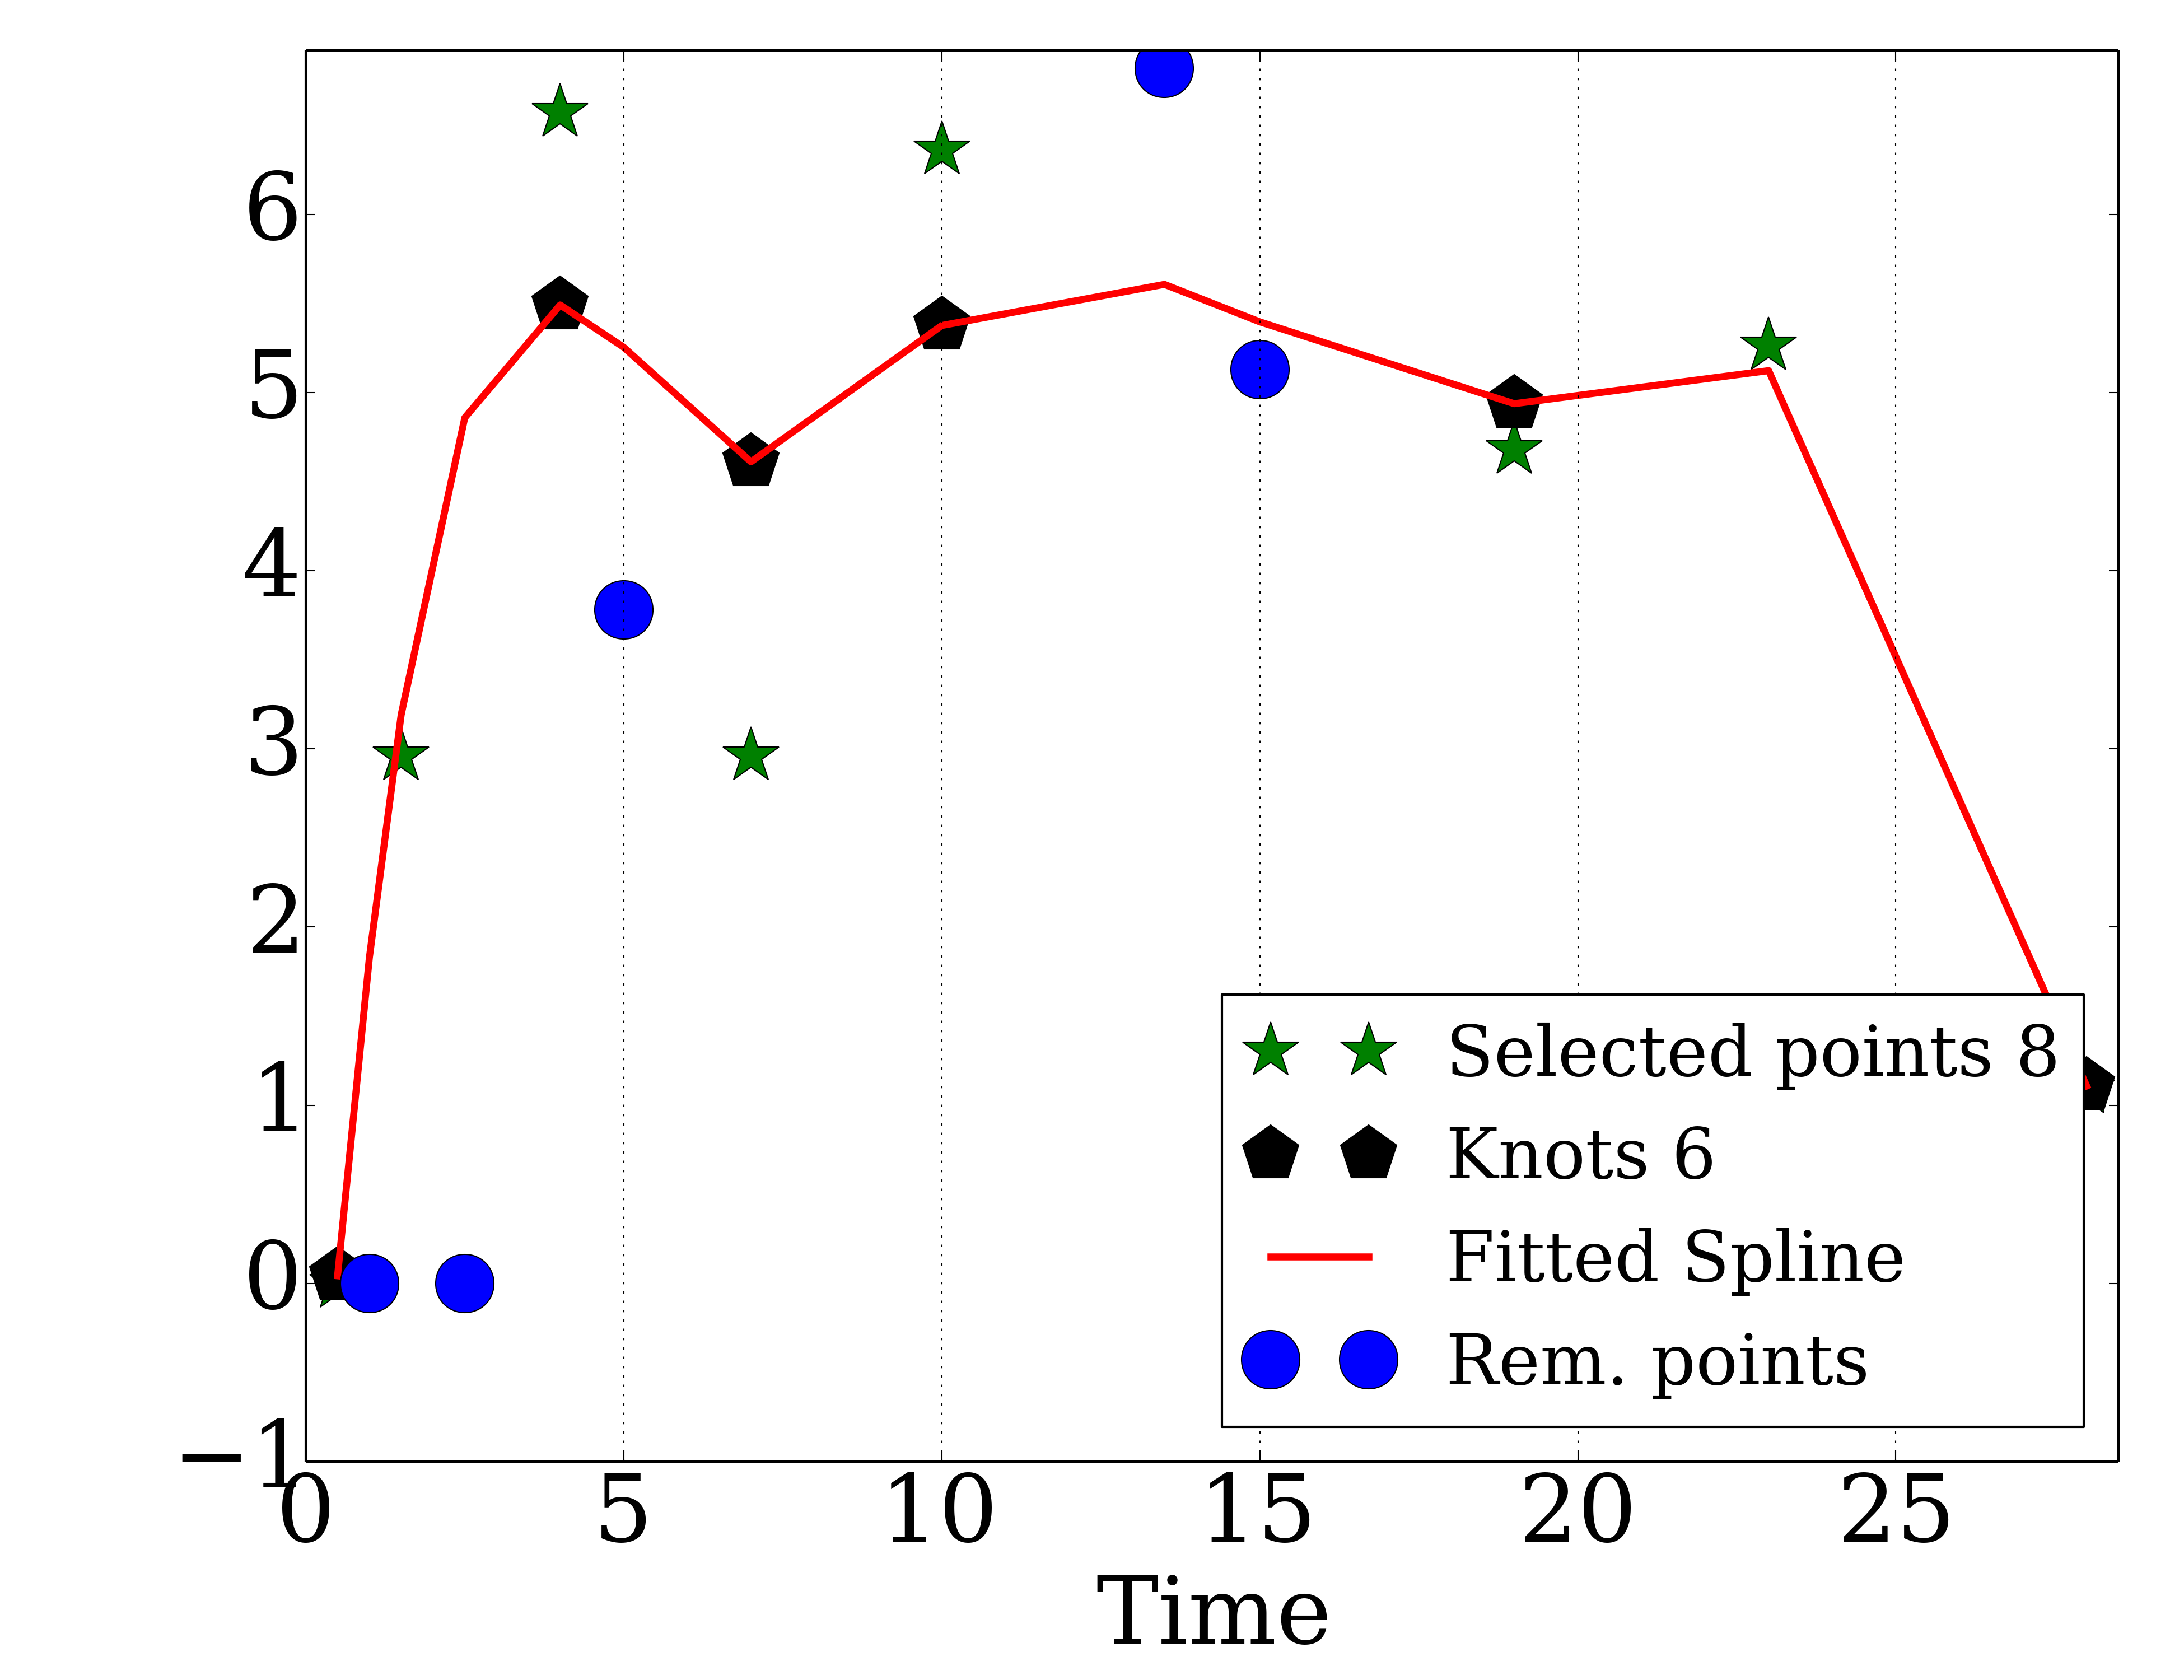 6
5
4
3
2
1
0
−1
0 5 10 15 20 25
Time
Selected points 8
Knots 6
Fitted Spline
Rem. points